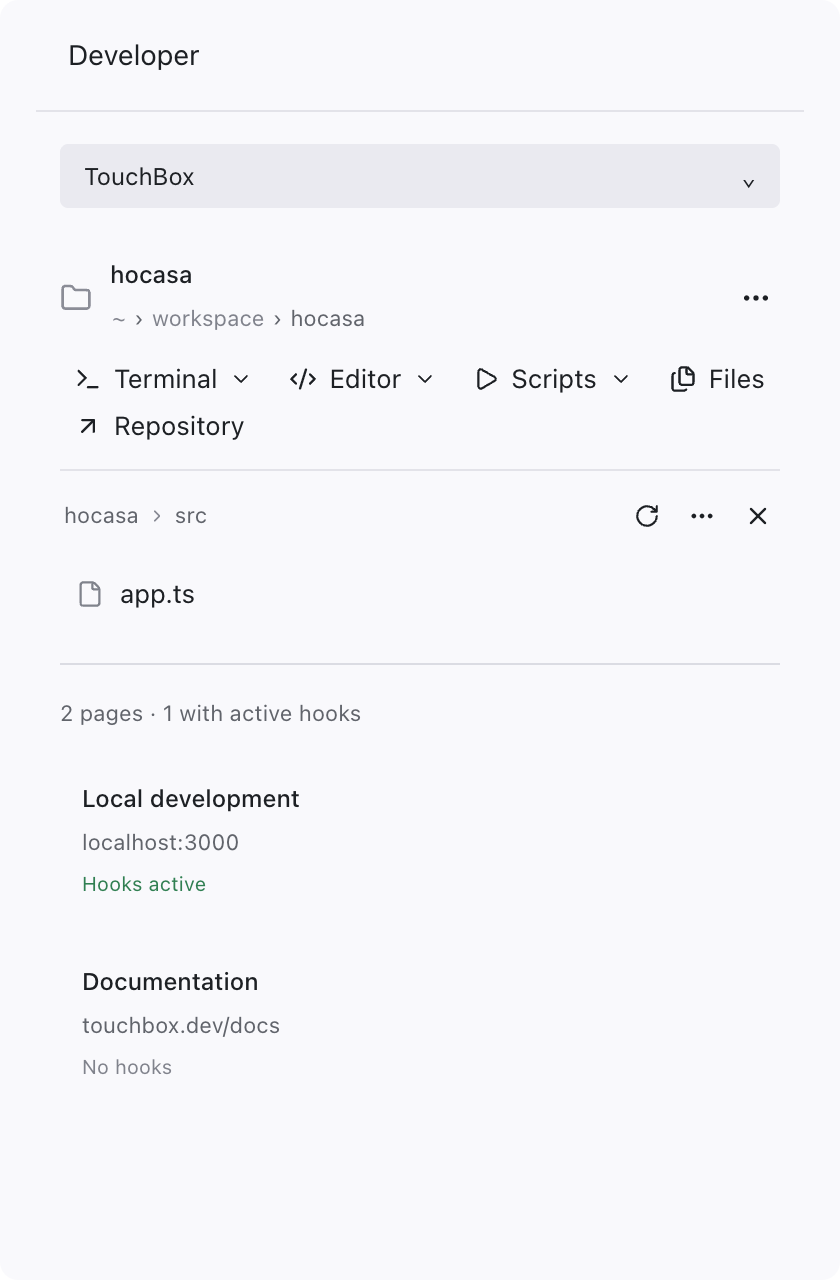 Developer
TouchBox
hocasa
~ › workspace › hocasa
Terminal Editor Scripts Files
Repository
hocasa > src
app.ts
2 pages · 1 with active hooks
Local development
localhost:3000
Hooks active
Documentation
touchbox.dev/docs
No hooks